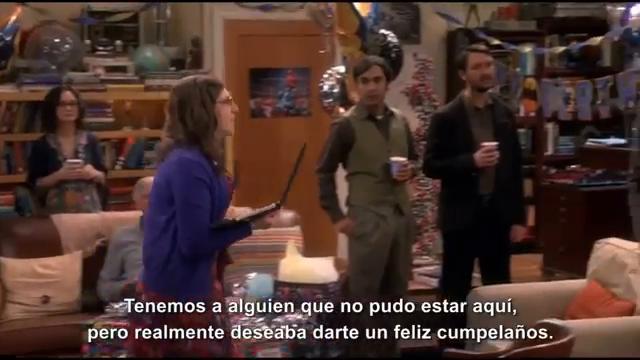 Tenemos a alguien que no pudo estar aquí,
pero realmente deseaba darte un feliz cumpelaños.